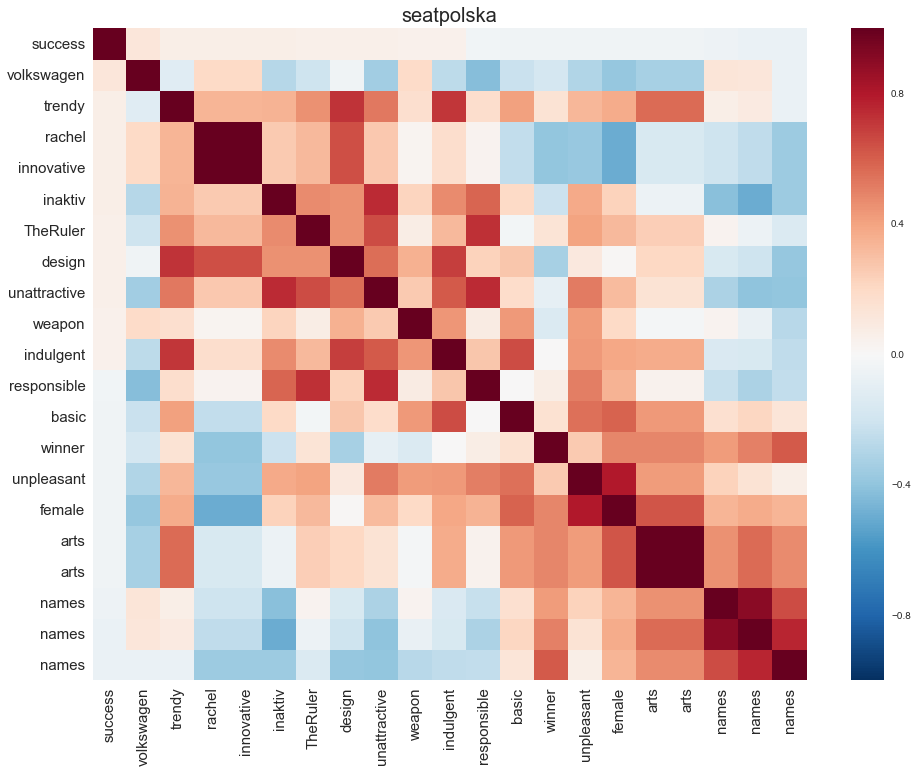 seatpolska
success
volkswagen
trendy
rachel
innovative
inaktiv
TheRuler
design
unattractive
weapon
indulgent
responsible
basic
winner
unpleasant
female
arts
arts
names
names
names
0.8
0.4
0.0
−0.4
−0.8
success
volkswagen
trendy
rachel
innovative
inaktiv
TheRuler
design
unattractive
weapon
indulgent
responsible
basic
winner
unpleasant
female
arts
arts
names
names
names